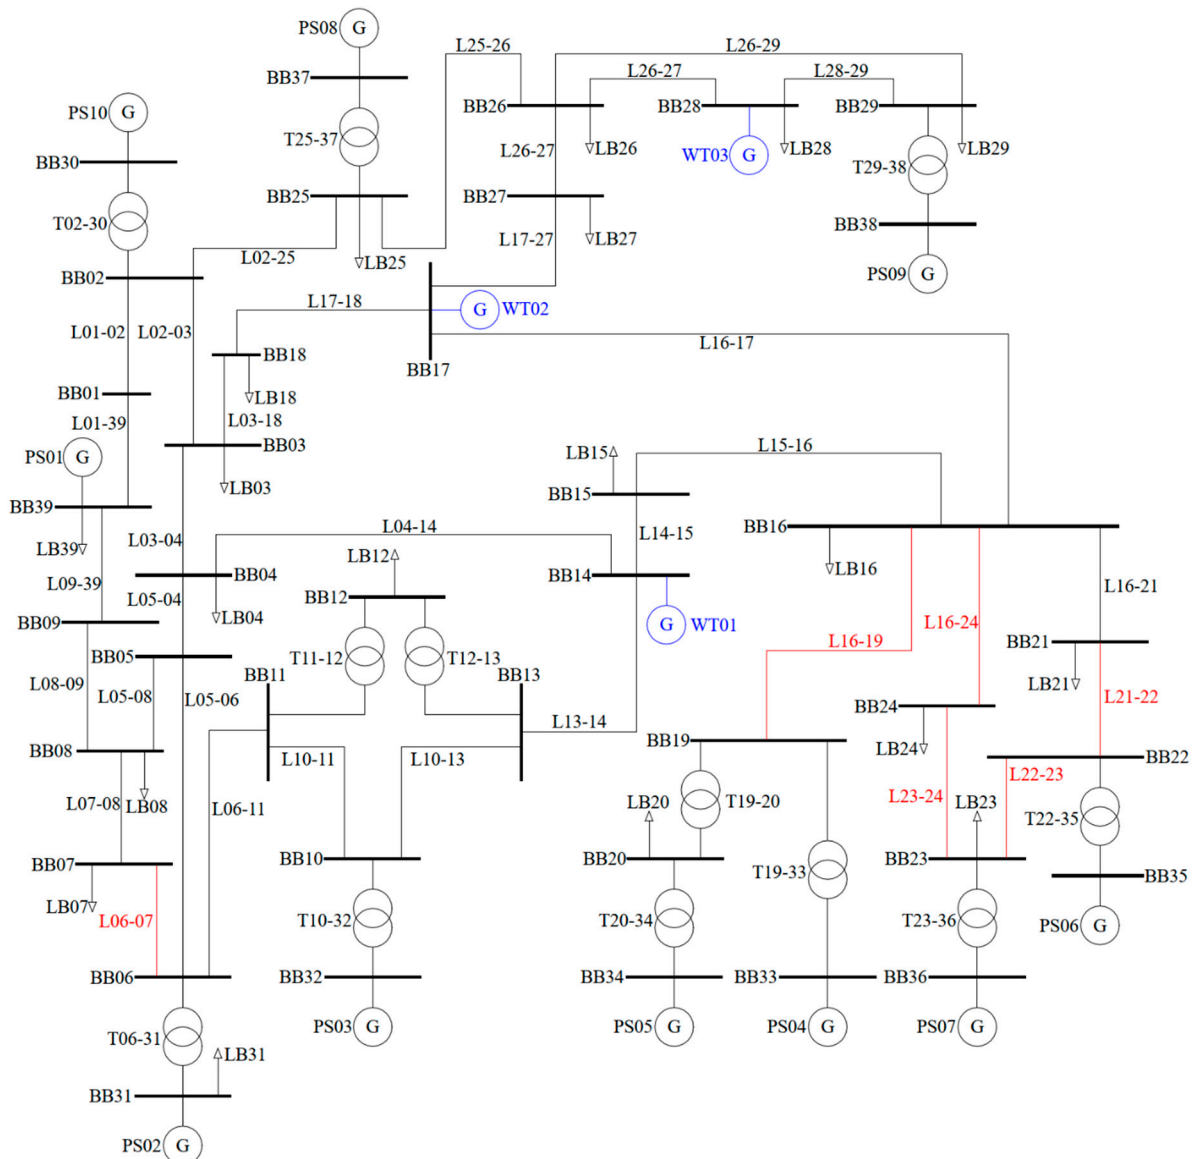 PS08 G
L25-26
L26-29
BB37
L26-27
L28-29
PS10 G
BB26
BB28
BB29
T25-37
LB26
WT03 G
LB28
LB29
BB30
L26-27
T29-38
BB25
BB27
T02-30
BB38
L17-27
LB27
L02-25
LB25
PS09 G
BB02
L17-18
G WT02
L01-02
L02-03
L16-17
BB18
BB17
BB01
LB18
L01-39
L03-18
BB03
L15-16
PS01 G
LB15
LB03
BB15
BB39
L04-14
BB16
L03-04
L14-15
LB39
LB12
LB16
BB04
BB14
L09-39
L05-04
BB12
L16-21
LB04
BB09
G WT01
L16-24
L16-19
BB21
BB05
T11-12
T12-13
BB11
BB13
LB21
L08-09
L05-08
L05-06
L21-22
BB24
L13-14
BB19
LB24
BB08
L10-11
L10-13
BB22
L22-23
L07-08
LB08
L23-24
LB20
T19-20
LB23
L06-11
T22-35
BB07
BB10
BB20
BB23
T19-33
BB35
LB07
L06-07
T10-32
T20-34
T23-36
PS06 G
BB06
BB32
BB34
BB33
BB36
PS03 G
PS05 G
PS04 G
PS07 G
T06-31
LB31
BB31
PS02 G